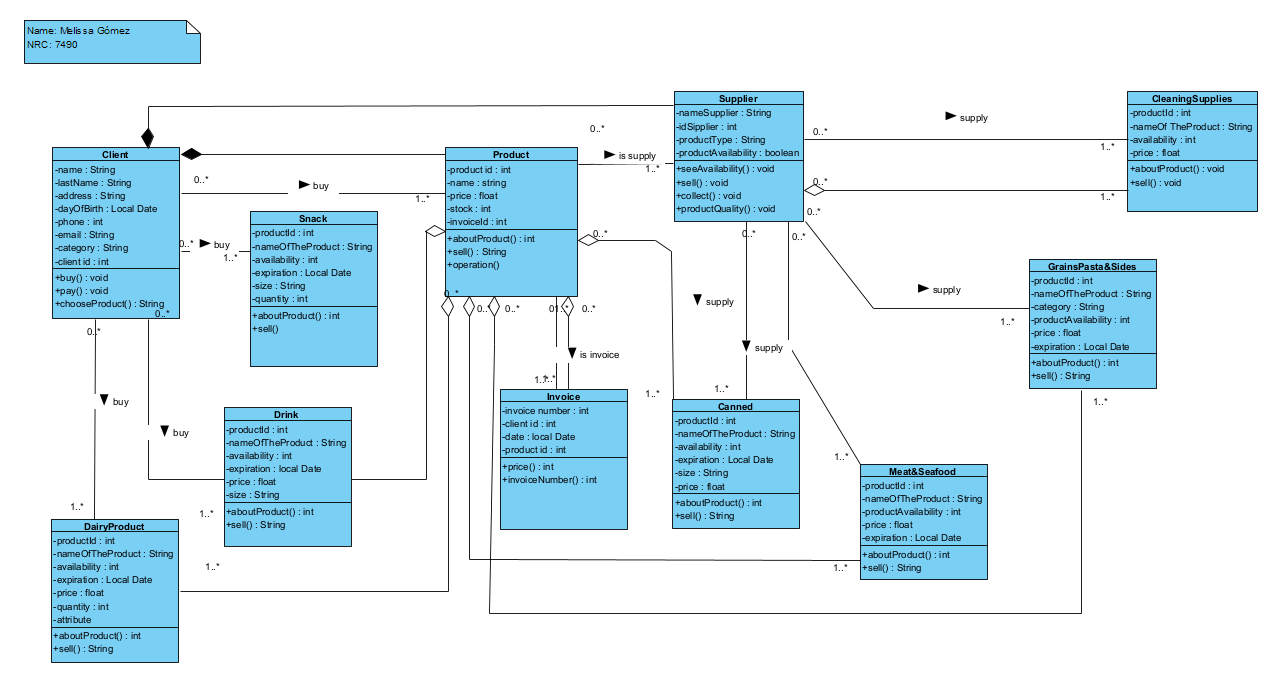 Name: Melissa Gómez
NRC: 7490
Client
-name : String
-lastName : String
-address : String
-dayOfBirth : Local Date
-phone : int
-email : String
-category : String
-client id : int
+buy() : void
+pay() : void
+chooseProduct() : String
Snack
-productId : int
-nameOfTheProduct : String
-availability : int
-expiration : Local Date
-size : String
-quantity : int
+aboutProduct() : int
+sell()
Product
-product id : int
-name : string
-price : float
-stock : int
-invoiceId : int
+aboutProduct() : int
+sell() : String
+operation()
Supplier
-nameSupplier : String
-idSipplier : int
-productType : String
-productAvailability : boolean
+seeAvailability() : void
+sell() : void
+collect() : void
+productQuality() : void
CleaningSupplies
-productId : int
-nameOf TheProduct : String
-availability : int
-price : float
+aboutProduct() : void
+sell() : void
GrainsPasta&Sides
-productId : int
-nameOfTheProduct : String
-category : String
-productAvailability : int
-price : float
-expiration : Local Date
+aboutProduct() : int
+sell() : String
Drink
-productId : int
-nameOfTheProduct : String
-availability : int
-expiration : local Date
-price : float
-size : String
+aboutProduct() : int
+sell() : String
Invoice
-invoice number : int
-client id : int
-date : local Date
-product id : int
+price() : int
+invoiceNumber() : int
Canned
-productId : int
-nameOfTheProduct : String
-availability : int
-expiration : Local Date
-size : String
-price : float
+aboutProduct() : int
+sell() : String
Meat&Seafood
-productId : int
-nameOfTheProduct : String
-productAvailability : int
-price : float
-expiration : Local Date
+aboutProduct() : int
+sell() : String
DairyProduct
-productId : int
-nameOfTheProduct : String
-availability : int
-expiration : Local Date
-price : float
-quantity : int
-attribute
+aboutProduct() : int
+sell() : String
0..*
is supply
1..*
0..*
buy
1..*
0..*
buy
1..*
0..*
supply
1..*
0..*
1..*
0..*
supply
1..*
0..*
supply
1..*
0..*
supply
1..*
0..*
1..*
0..*
buy
1..*
0..*
buy
1..*
0..*
1..*
0..*
1..*
0..*
1..*
0..*
is invoice